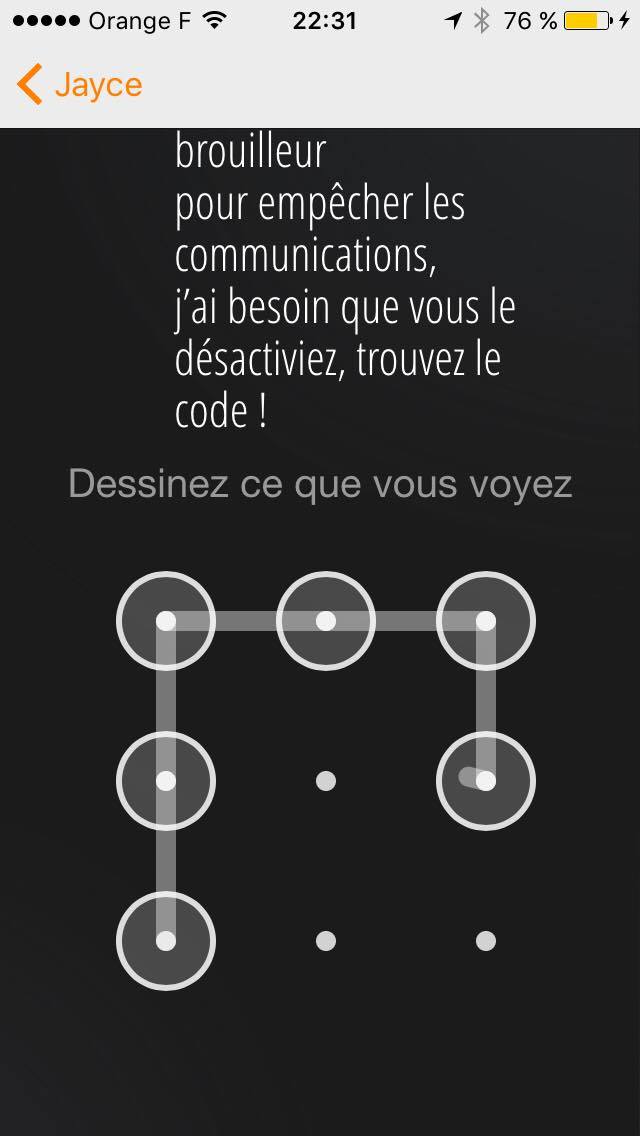 Orange F 22:31 76 %
Jayce
brouilleur
pour empêcher les
communications,
j’ai besoin que vous le
désactiviez, trouvez le
code !
Dessinez ce que vous voyez